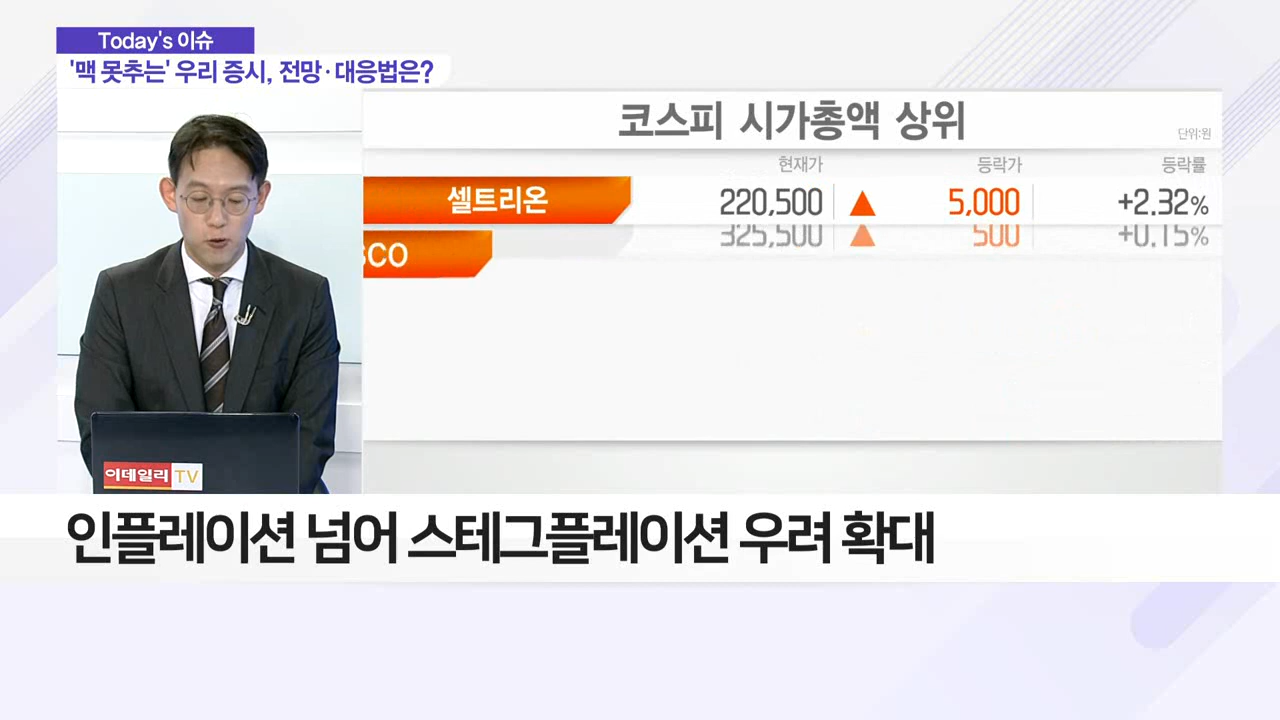 Today's 이슈
'맥 못추는' 우리 증시, 전망·대응법은?
코스피 시가총액 상위
단위:원
현재가 등락가 등락률
셀트리온 220,500 ▲ 5,000 +2.32%
SCO 325,500 ▲ 500 +0.15%
이데일리 TV
인플레이션 넘어 스테그플레이션 우려 확대